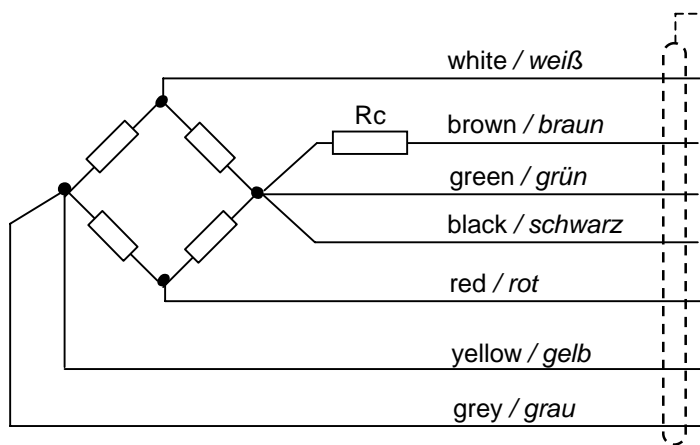 white / weiß
Rc
brown / braun
green / grün
black / schwarz
red / rot
yellow / gelb
grey / grau